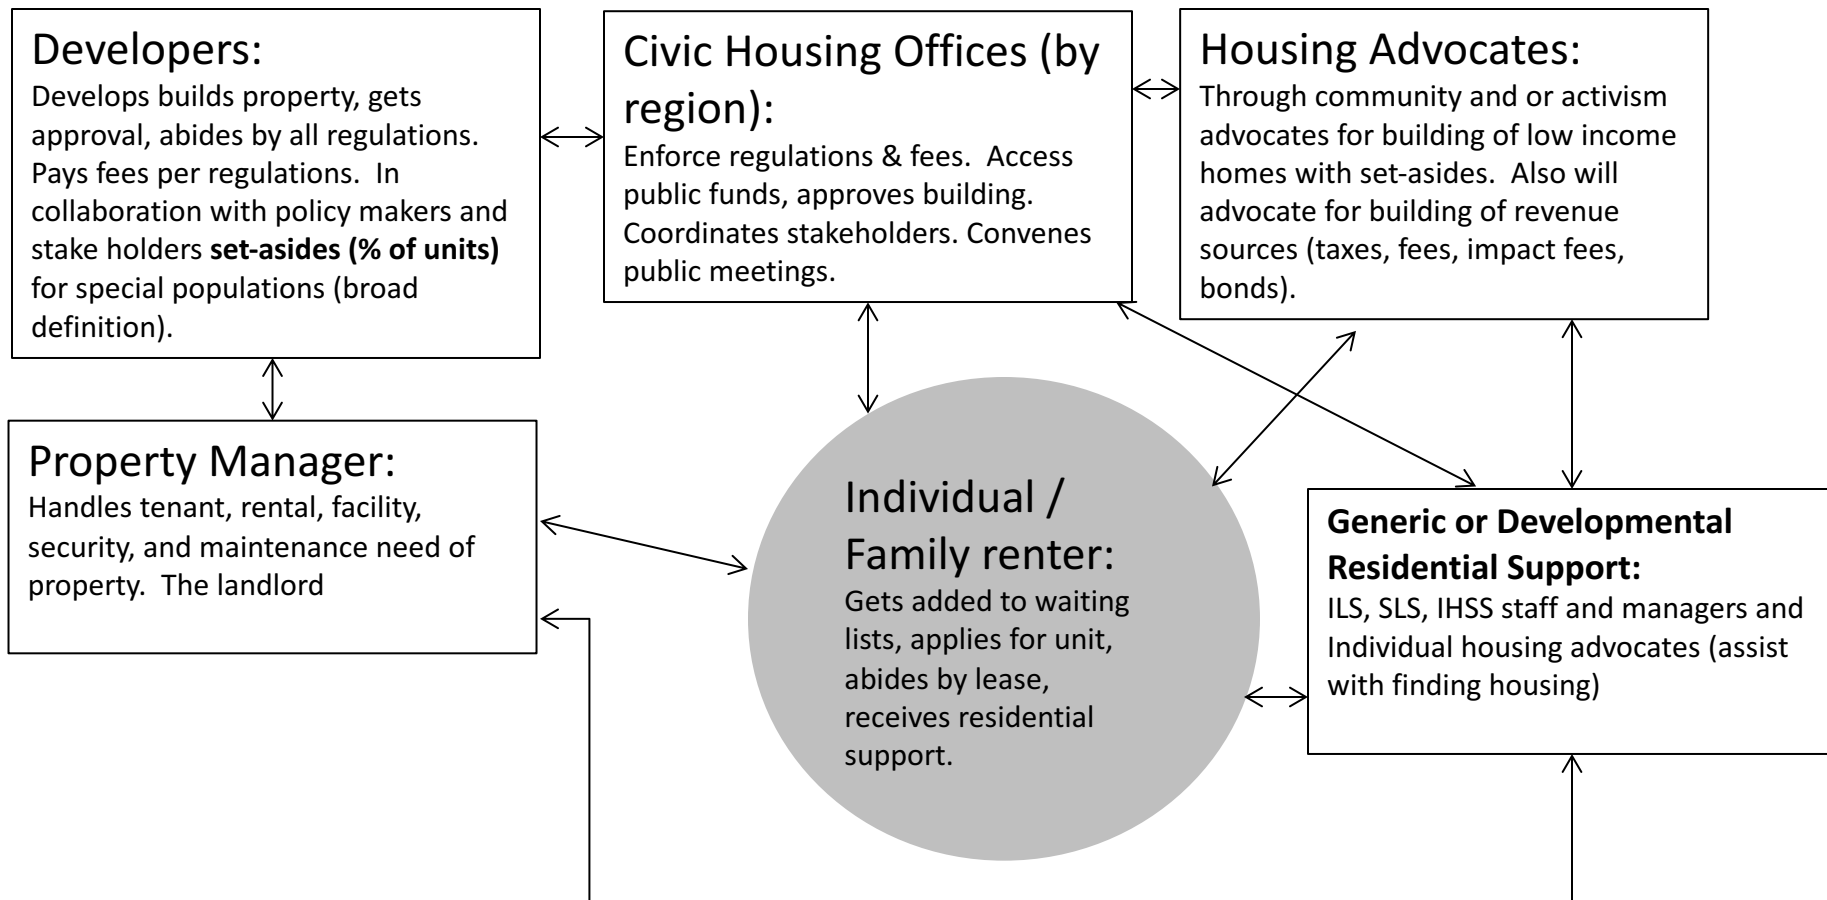 Developers:
Develops builds property, gets
approval, abides by all regulations.
Pays fees per regulations.  In
collaboration with policy makers and
stake holders set-asides (% of units)
for special populations (broad
definition).
Civic Housing Offices (by
region):
Enforce regulations & fees.  Access
public funds, approves building.
Coordinates stakeholders. Convenes
public meetings.
Housing Advocates:
Through community and or activism
advocates for building of low income
homes with set-asides.  Also will
advocate for building of revenue
sources (taxes, fees, impact fees,
bonds).
Property Manager:
Handles tenant, rental, facility,
security, and maintenance need of
property.  The landlord
Individual /
Family renter:
Gets added to waiting
lists, applies for unit,
abides by lease,
receives residential
support.
Generic or Developmental
Residential Support:
ILS, SLS, IHSS staff and managers and
Individual housing advocates (assist
with finding housing)